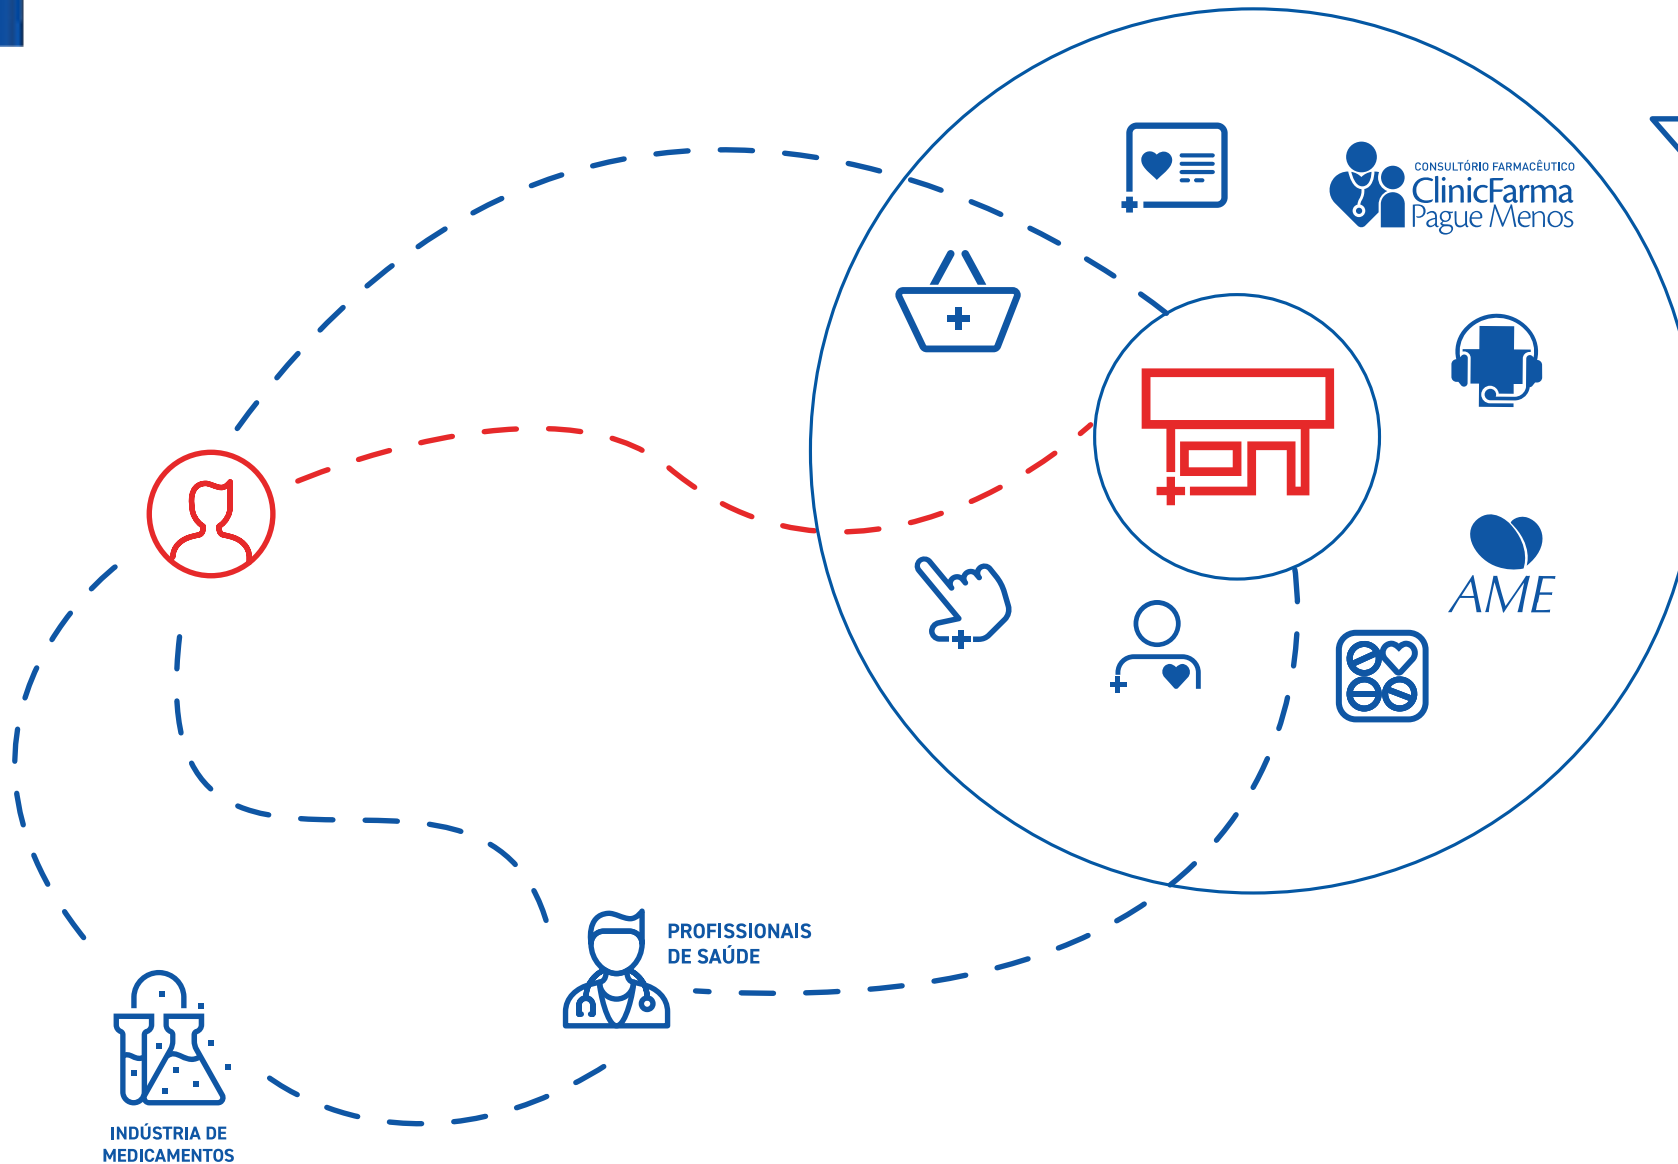 CONSULTÓRIO FARMACÊUTICO
ClinicFarma
Pague Menos
AME
PROFISSIONAIS
DE SAÚDE
INDÚSTRIA DE
MEDICAMENTOS